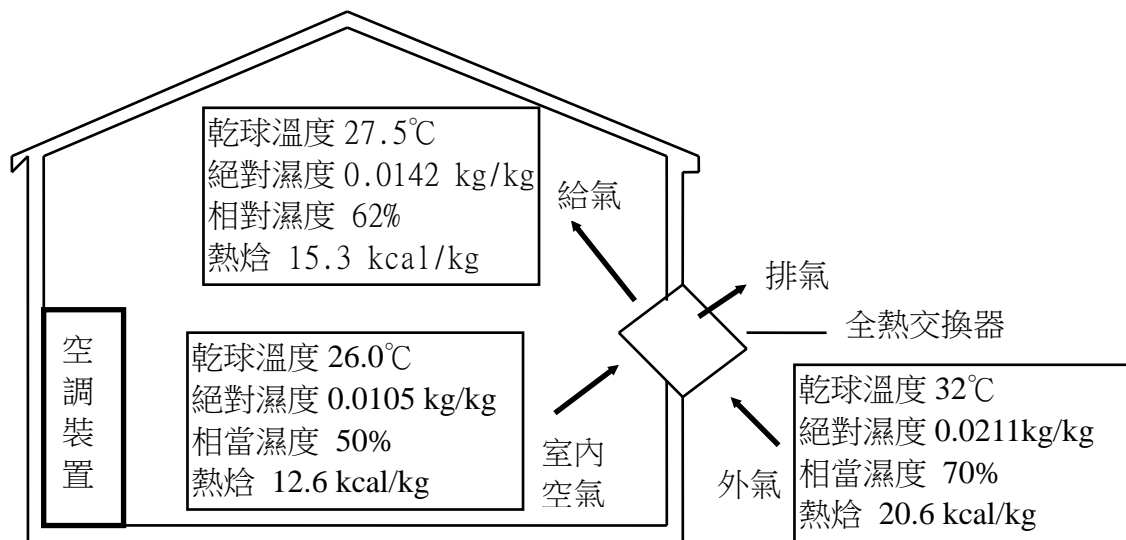 乾球溫度 27.5℃
絕對濕度 0.0142 kg/kg
相對濕度 62%
熱焓 15.3 kcal/kg
給氣
排氣
全熱交換器
空調裝置
乾球溫度 26.0℃
絕對濕度 0.0105 kg/kg
相當濕度 50%
熱焓 12.6 kcal/kg
室內
空氣
外氣
乾球溫度 32℃
絕對濕度 0.0211kg/kg
相當濕度 70%
熱焓 20.6 kcal/kg